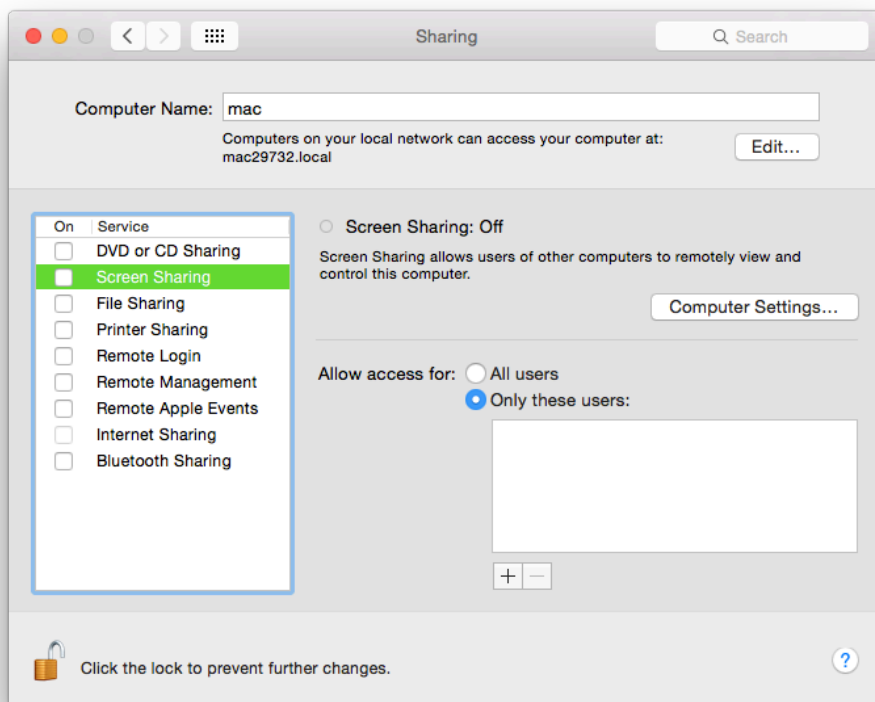 Sharing
Search
Computer Name: mac
Computers on your local network can access your computer at:
mac29732.local
Edit...
On Service
DVD or CD Sharing
Screen Sharing
File Sharing
Printer Sharing
Remote Login
Remote Management
Remote Apple Events
Internet Sharing
Bluetooth Sharing
Screen Sharing: Off
Screen Sharing allows users of other computers to remotely view and
control this computer.
Computer Settings...
Allow access for: All users
Only these users:
+ −
Click the lock to prevent further changes.
?